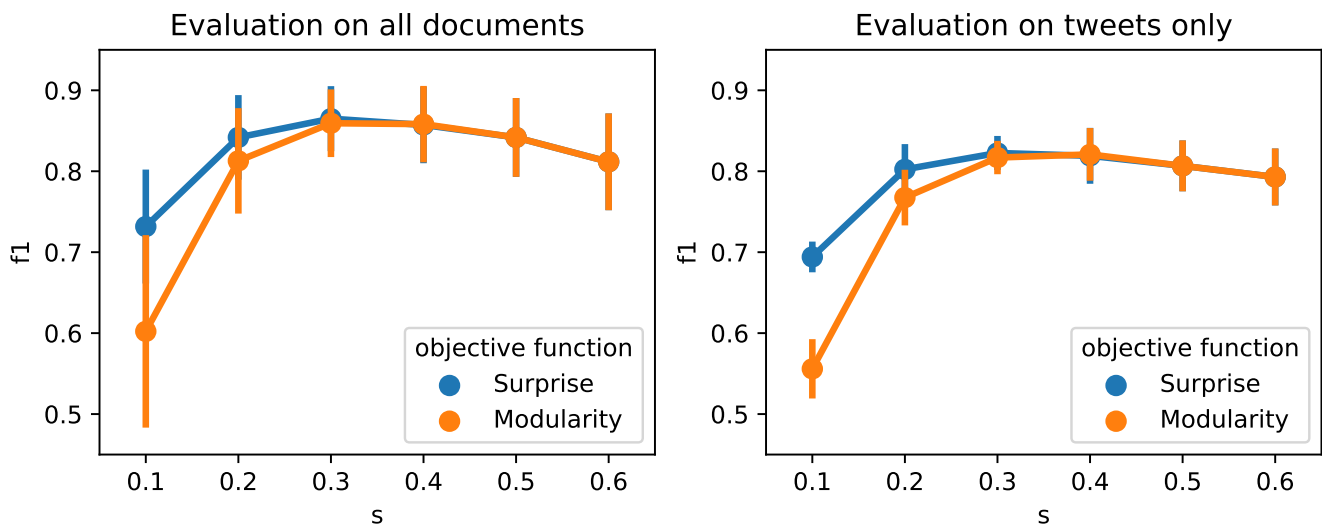 Evaluation on all documents
f1
0.9
0.8
0.7
0.6
0.5
objective function
Surprise
Modularity
0.1 0.2 0.3 0.4 0.5 0.6
s
Evaluation on tweets only
f1
0.9
0.8
0.7
0.6
0.5
objective function
Surprise
Modularity
0.1 0.2 0.3 0.4 0.5 0.6
s